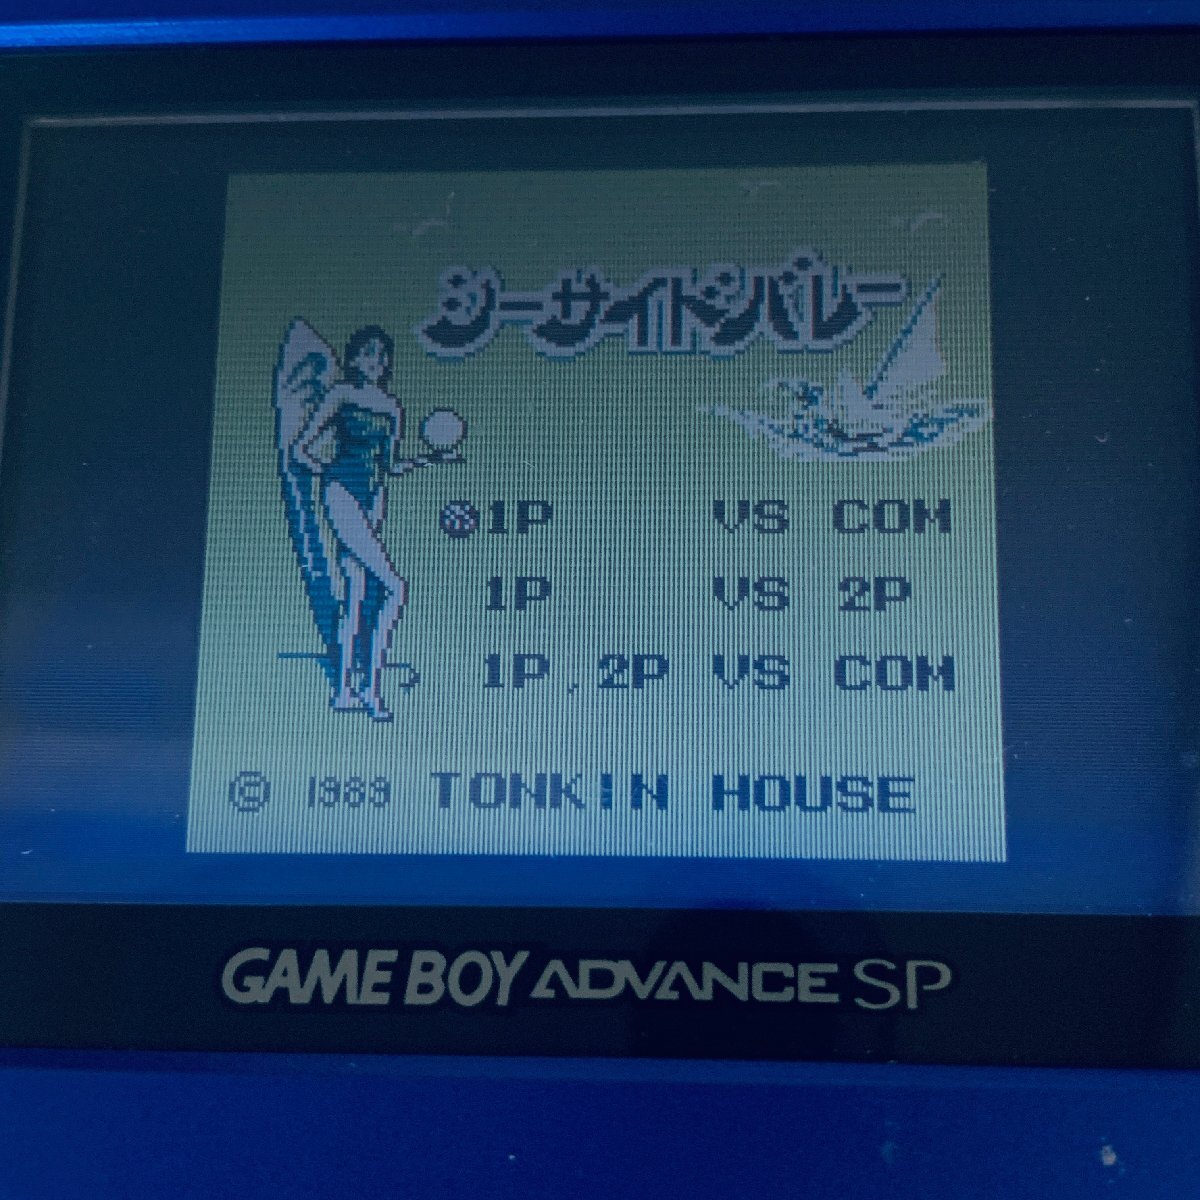 シーサイドバレー
1P VS COM
1P VS 2P
1P, 2P VS COM
© 1989 TONKIN HOUSE
GAME BOY ADVANCE SP